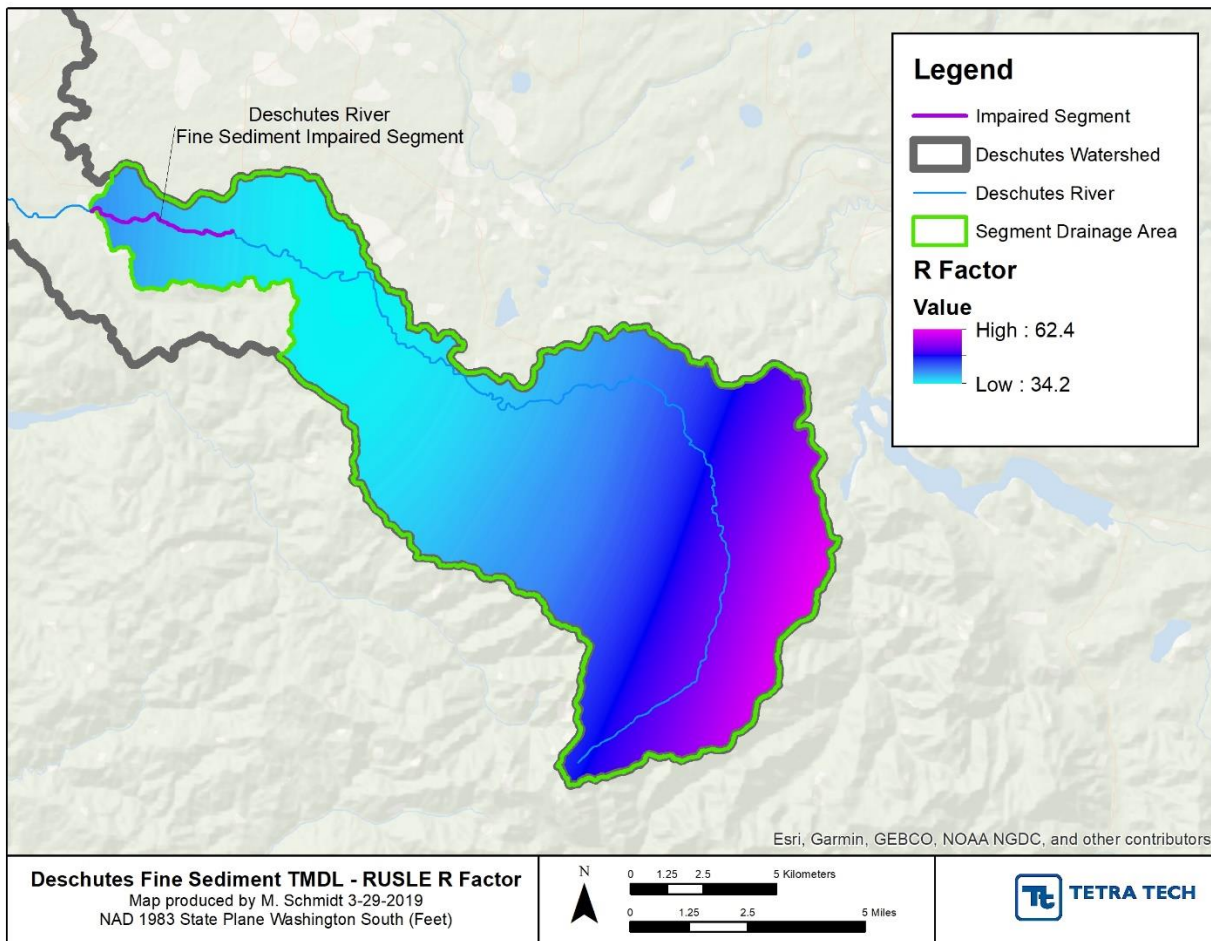 Deschutes River
Fine Sediment Impaired Segment
Legend
Impaired Segment
Deschutes Watershed
Deschutes River
Segment Drainage Area
R Factor
Value
High : 62.4
Low : 34.2
Esri, Garmin, GEBCO, NOAA NGDC, and other contributors
Deschutes Fine Sediment TMDL - RUSLE R Factor
Map produced by M. Schmidt 3-29-2019
NAD 1983 State Plane Washington South (Feet)
N
0 1.25 2.5 5 Kilometers
0 1.25 2.5 5 Miles
Tt TETRA TECH